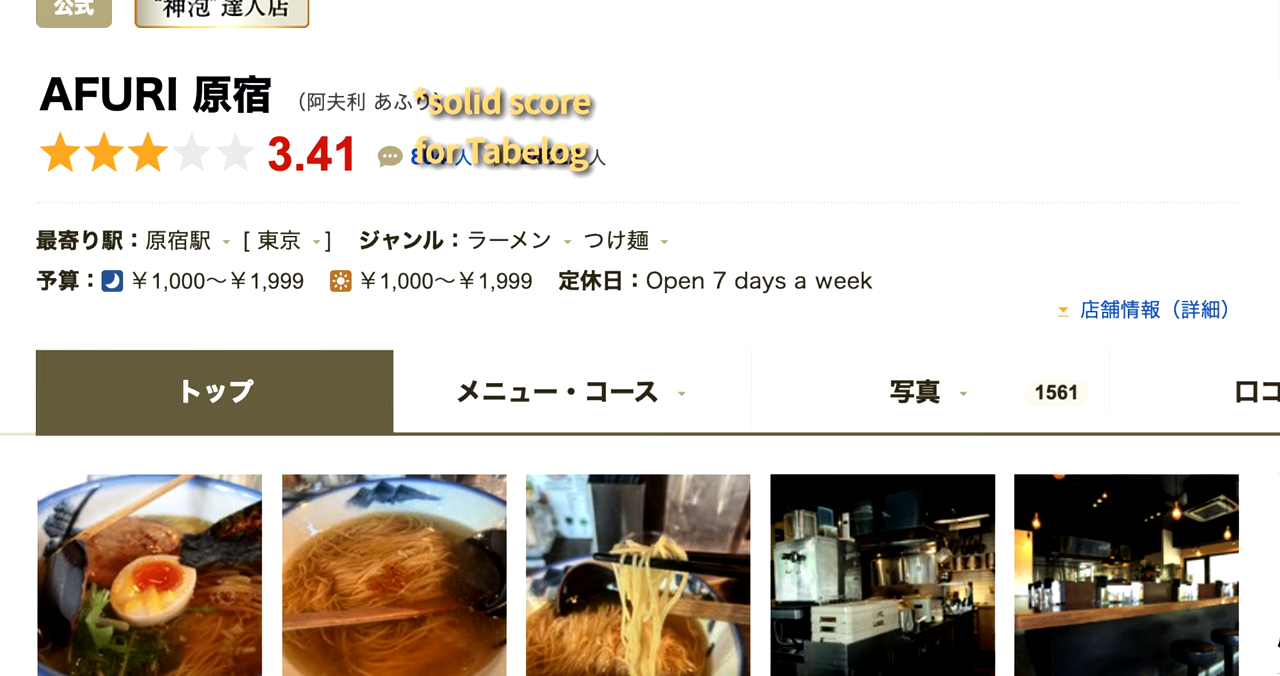 公式
"神泡"達人店
AFURI 原宿 （阿夫利 あふり）
*solid score
3.41
for Tabelog
人
最寄り駅：原宿駅 [ 東京 ] ジャンル：ラーメン つけ麺
予算： ￥1,000～￥1,999 ￥1,000～￥1,999 定休日：Open 7 days a week
店舗情報（詳細）
トップ メニュー・コース 写真 1561 口コ